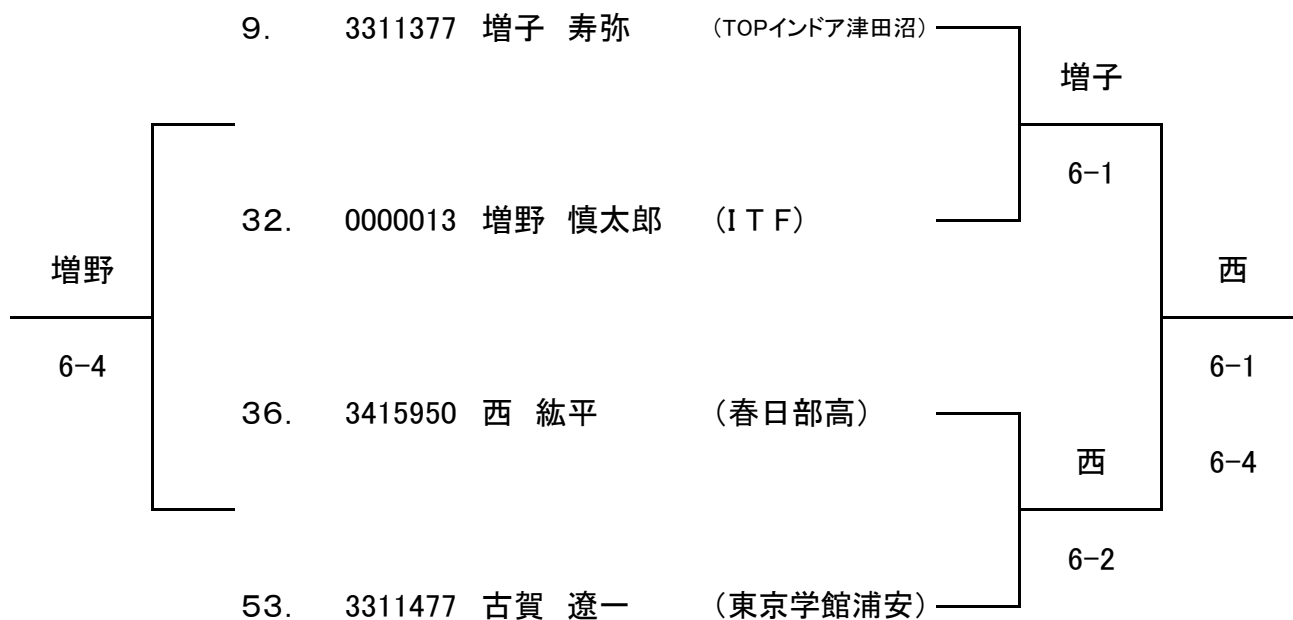 9. 3311377 増子 寿弥 (TOPインドア津田沼)
増子
6-1
32. 0000013 増野 慎太郎 (ＩＴＦ)
増野
西
6-4
6-1
36. 3415950 西 紘平 (春日部高)
西
6-4
6-2
53. 3311477 古賀 遼一 (東京学館浦安)